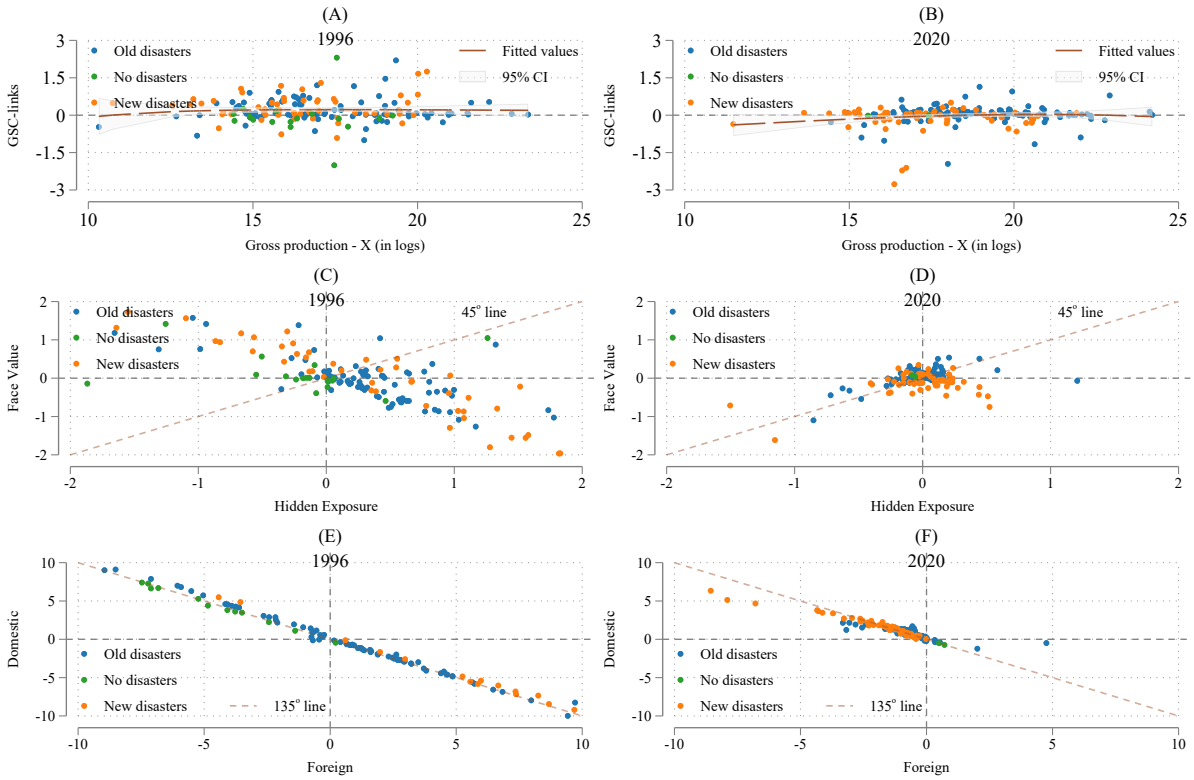 (A)
1996
3
1.5
0
-1.5
-3
GSC-links
Old disasters
No disasters
New disasters
Fitted values
95% CI
10
15
20
25
Gross production - X (in logs)
(B)
2020
3
1.5
0
-1.5
-3
GSC-links
Old disasters
No disasters
New disasters
Fitted values
95% CI
10
15
20
25
Gross production - X (in logs)
(C)
1996
2
1
0
-1
-2
Face Value
Old disasters
No disasters
New disasters
45° line
-2
-1
0
1
2
Hidden Exposure
(D)
2020
2
1
0
-1
-2
Face Value
Old disasters
No disasters
New disasters
45° line
-2
-1
0
1
2
Hidden Exposure
(E)
1996
10
5
0
-5
-10
Domestic
Old disasters
No disasters
New disasters
135° line
-10
-5
0
5
10
Foreign
(F)
2020
10
5
0
-5
-10
Domestic
Old disasters
No disasters
New disasters
135° line
-10
-5
0
5
10
Foreign